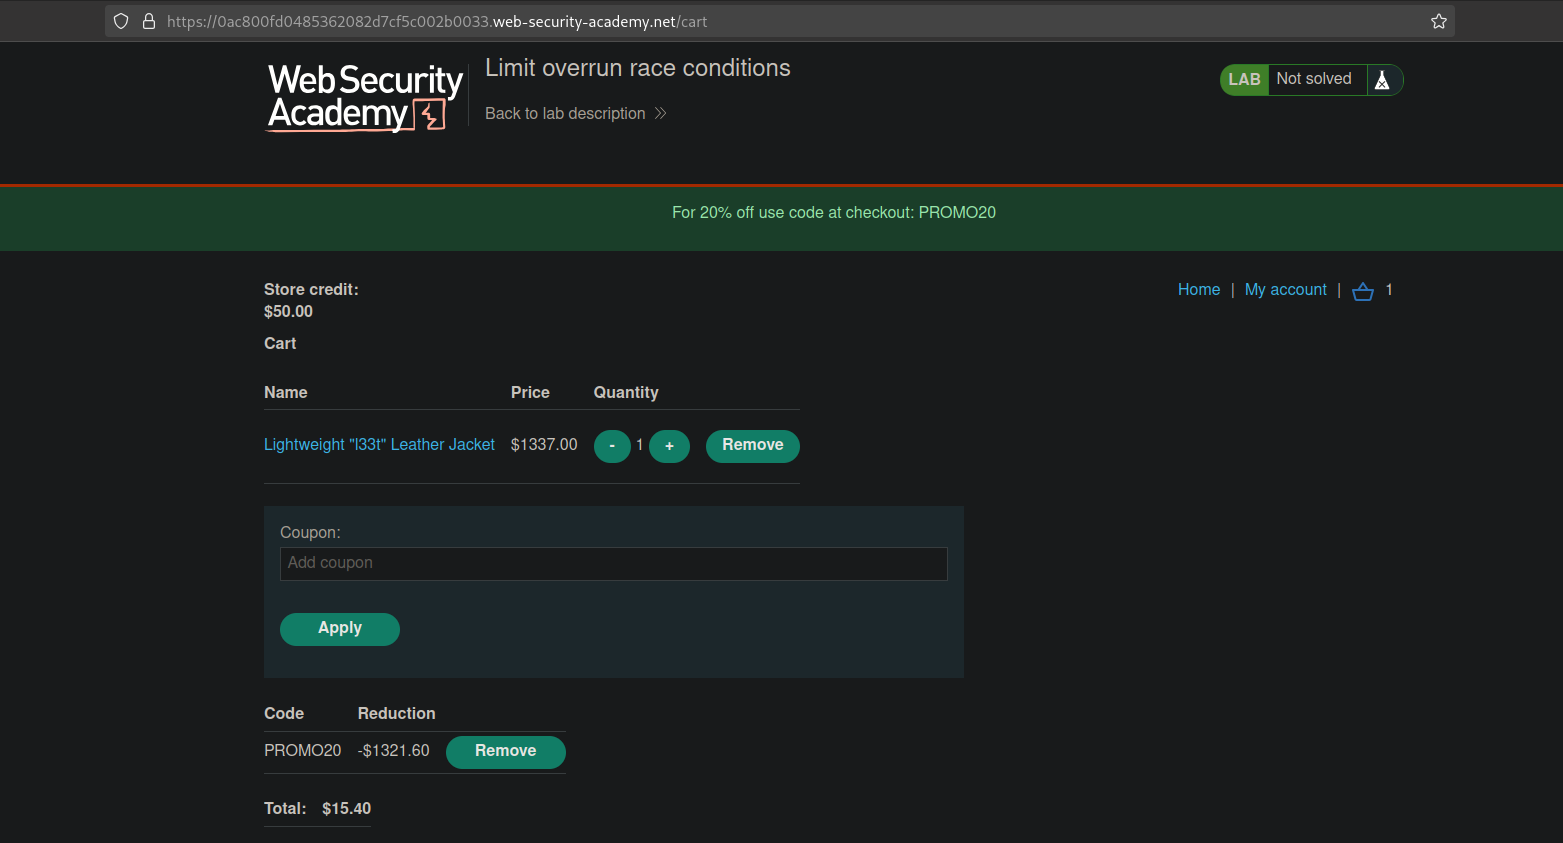 https://0ac800fd0485362082d7cf5c002b0033.web-security-academy.net/cart
Web Security
Academy
Limit overrun race conditions
Back to lab description
LAB Not solved
For 20% off use code at checkout: PROMO20
Store credit:
$50.00
Home | My account | 1
Cart
Name Price Quantity
Lightweight "l33t" Leather Jacket $1337.00 - 1 + Remove
Coupon:
Add coupon
Apply
Code Reduction
PROMO20 -$1321.60 Remove
Total: $15.40